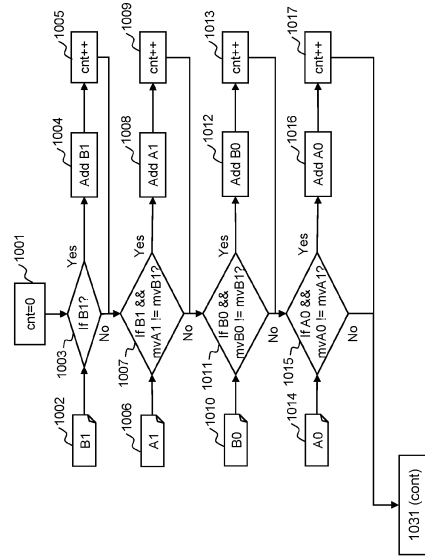 1001
cnt=0
1002
B1
1003
If B1?
Yes
No
1004
Add B1
1005
cnt++
1006
A1
1007
If B1 &&
mvA1 != mvB1?
Yes
No
1008
Add A1
1009
cnt++
1010
B0
1011
If B0 &&
mvB0 != mvB1?
Yes
No
1012
Add B0
1013
cnt++
1014
A0
1015
If A0 &&
mvA0 != mvA1?
Yes
No
1016
Add A0
1017
cnt++
1031 (cont)